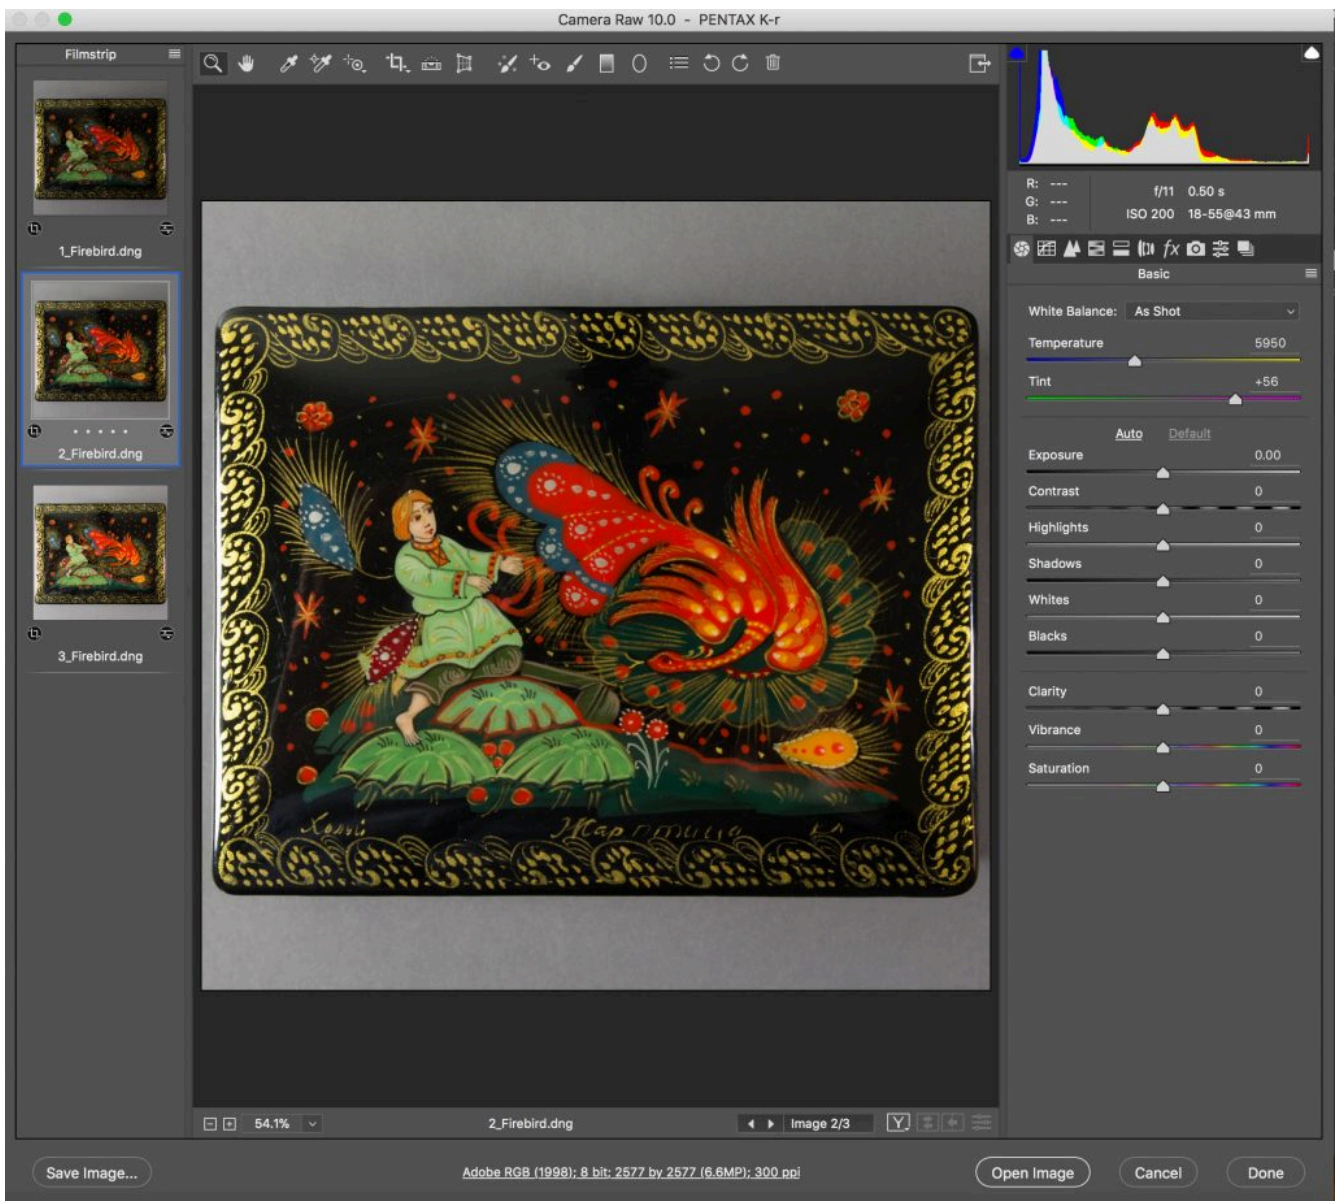 Camera Raw 10.0 - PENTAX K-r
Filmstrip
1_Firebird.dng
2_Firebird.dng
3_Firebird.dng
Холуй Жар птица
54.1%
2_Firebird.dng
Image 2/3
Y
Save Image...
Adobe RGB (1998); 8 bit; 2577 by 2577 (6.6MP); 300 ppi
Open Image
Cancel
Done
R: ---
G: ---
B: ---
f/11 0.50 s
ISO 200 18-55@43 mm
fx
Basic
White Balance: As Shot
Temperature 5950
Tint +56
Auto Default
Exposure 0.00
Contrast 0
Highlights 0
Shadows 0
Whites 0
Blacks 0
Clarity 0
Vibrance 0
Saturation 0